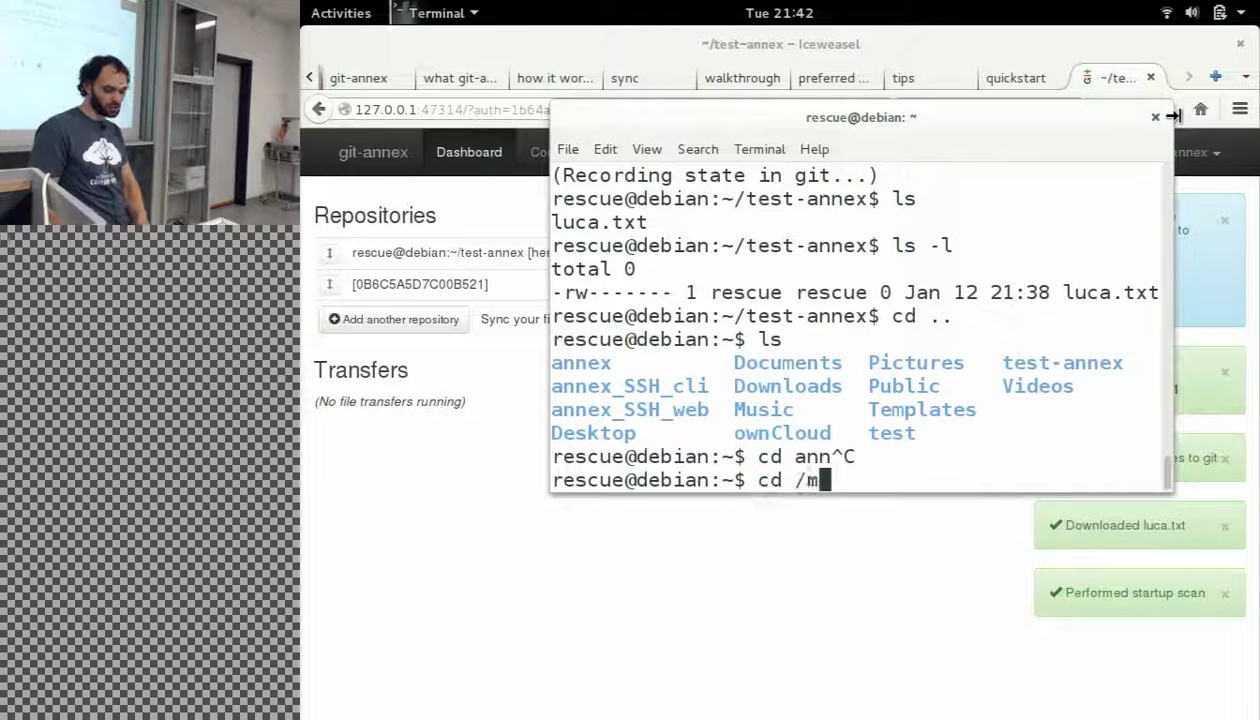 Activities
Terminal
Tue 21:42
~/test-annex – Iceweasel
git-annex
what git-a...
how it wor...
sync
walkthrough
preferred ...
tips
quickstart
~/te...
127.0.0.1:47314/?auth=1b64a
git-annex
Dashboard
Repositories
rescue@debian:~/test-annex [her
[0B6C5A5D7C00B521]
Add another repository
Sync your fi
Transfers
(No file transfers running)
rescue@debian: ~
File Edit View Search Terminal Help
(Recording state in git...)
rescue@debian:~/test-annex$ ls
luca.txt
rescue@debian:~/test-annex$ ls -l
total 0
-rw------- 1 rescue rescue 0 Jan 12 21:38 luca.txt
rescue@debian:~/test-annex$ cd ..
rescue@debian:~$ ls
annex Documents Pictures test-annex
annex_SSH_cli Downloads Public Videos
annex_SSH_web Music Templates
Desktop ownCloud test
rescue@debian:~$ cd ann^C
rescue@debian:~$ cd /m
nnex
to
1
es to git
Downloaded luca.txt
Performed startup scan